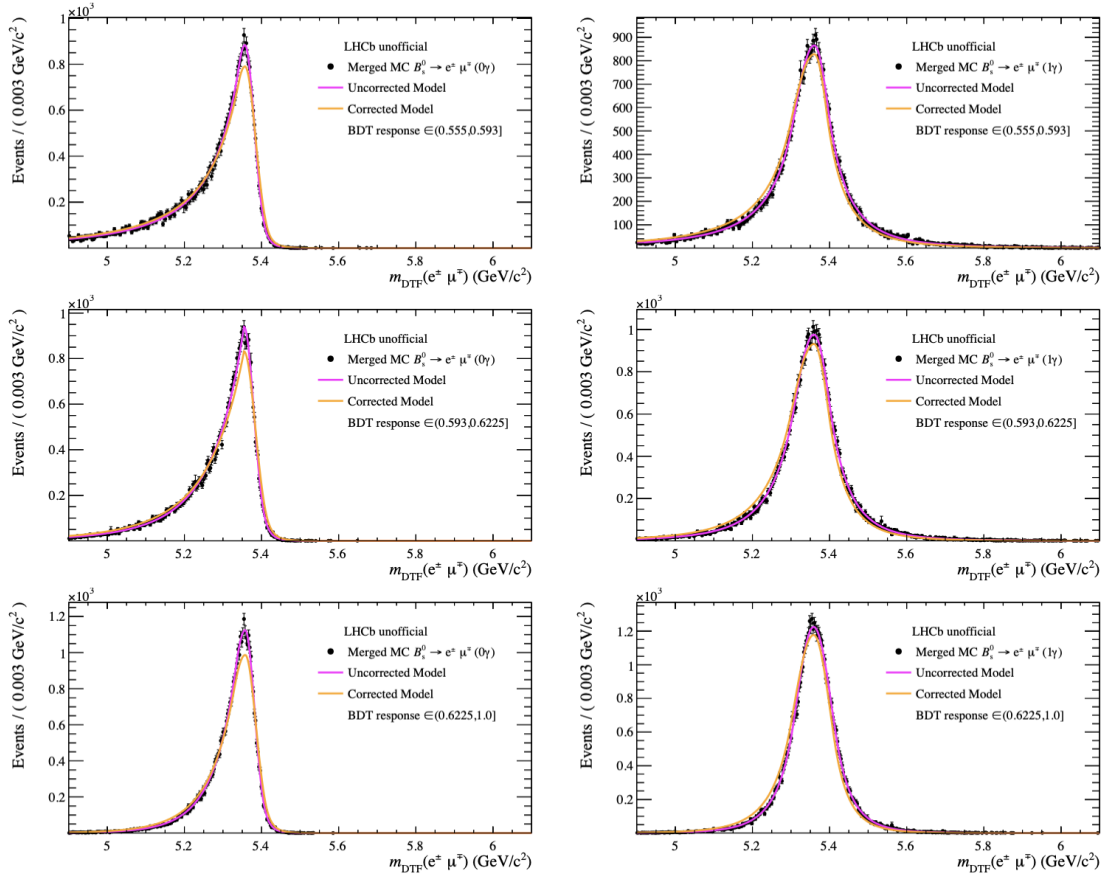 ×10³
Events / ( 0.003 GeV/c² )
1
0.8
0.6
0.4
0.2
LHCb unofficial
Merged MC B⁰ₛ → e± μ∓ (0γ)
Uncorrected Model
Corrected Model
BDT response ∈(0.555,0.593]
5 5.2 5.4 5.6 5.8 6
m_DTF(e± μ∓) (GeV/c²)
Events / ( 0.003 GeV/c² )
900
800
700
600
500
400
300
200
100
LHCb unofficial
Merged MC B⁰ₛ → e± μ∓ (1γ)
Uncorrected Model
Corrected Model
BDT response ∈(0.555,0.593]
5 5.2 5.4 5.6 5.8 6
m_DTF(e± μ∓) (GeV/c²)
×10³
Events / ( 0.003 GeV/c² )
1
0.8
0.6
0.4
0.2
LHCb unofficial
Merged MC B⁰ₛ → e± μ∓ (0γ)
Uncorrected Model
Corrected Model
BDT response ∈(0.593,0.6225]
5 5.2 5.4 5.6 5.8 6
m_DTF(e± μ∓) (GeV/c²)
×10³
Events / ( 0.003 GeV/c² )
1
0.8
0.6
0.4
0.2
LHCb unofficial
Merged MC B⁰ₛ → e± μ∓ (1γ)
Uncorrected Model
Corrected Model
BDT response ∈(0.593,0.6225]
5 5.2 5.4 5.6 5.8 6
m_DTF(e± μ∓) (GeV/c²)
×10³
Events / ( 0.003 GeV/c² )
1.2
1
0.8
0.6
0.4
0.2
LHCb unofficial
Merged MC B⁰ₛ → e± μ∓ (0γ)
Uncorrected Model
Corrected Model
BDT response ∈(0.6225,1.0]
5 5.2 5.4 5.6 5.8 6
m_DTF(e± μ∓) (GeV/c²)
×10³
Events / ( 0.003 GeV/c² )
1.2
1
0.8
0.6
0.4
0.2
LHCb unofficial
Merged MC B⁰ₛ → e± μ∓ (1γ)
Uncorrected Model
Corrected Model
BDT response ∈(0.6225,1.0]
5 5.2 5.4 5.6 5.8 6
m_DTF(e± μ∓) (GeV/c²)